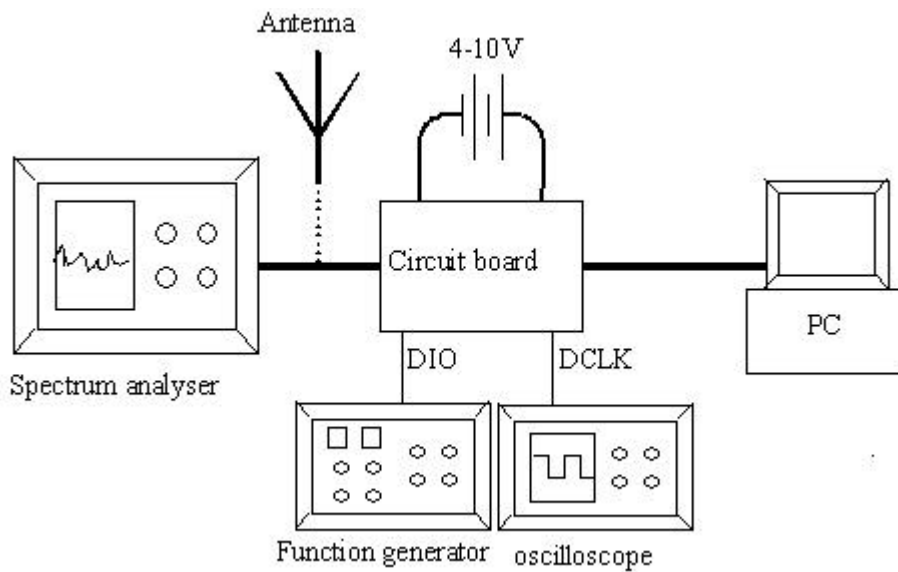 Antenna
4-10V
Circuit board
PC
DIO
DCLK
Spectrum analyser
Function generator
oscilloscope